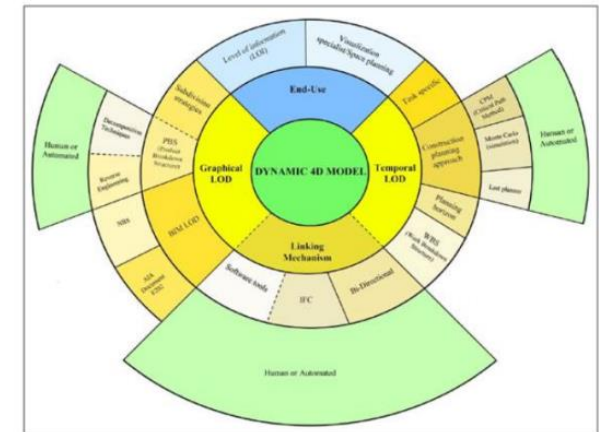 Level of information
(LOI)
Visualization
specialist/Space planning
End-Use
Subdivision
strategies
Task specific
PBS
(Product
Breakdown
Structure)
Graphical
LOD
DYNAMIC 4D MODEL
Temporal
LOD
Construction
planning
approach
CPM
(Critical Path
Method)
Monte Carlo
(simulation)
Last planner
Human or
Automated
Human or
Automated
Decomposition
Techniques
Reverse
Engineering
NBS
AIA
Document
E202
BIM LOD
Linking
Mechanism
Planning
horizon
WBS
(Work Breakdown
Structure)
Software tools
IFC
Bi-Directional
Human or Automated